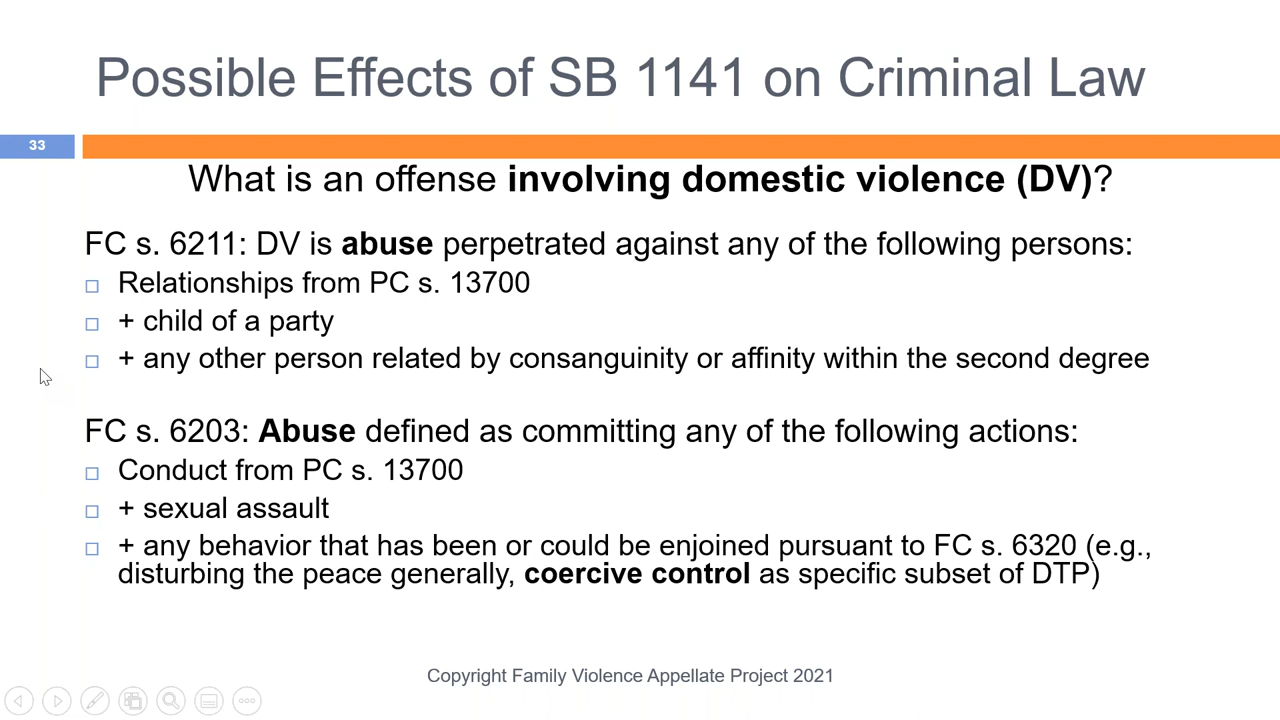 Possible Effects of SB 1141 on Criminal Law
33
What is an offense involving domestic violence (DV)?
FC s. 6211: DV is abuse perpetrated against any of the following persons:
Relationships from PC s. 13700
+ child of a party
+ any other person related by consanguinity or affinity within the second degree
FC s. 6203: Abuse defined as committing any of the following actions:
Conduct from PC s. 13700
+ sexual assault
+ any behavior that has been or could be enjoined pursuant to FC s. 6320 (e.g.,
disturbing the peace generally, coercive control as specific subset of DTP)
Copyright Family Violence Appellate Project 2021